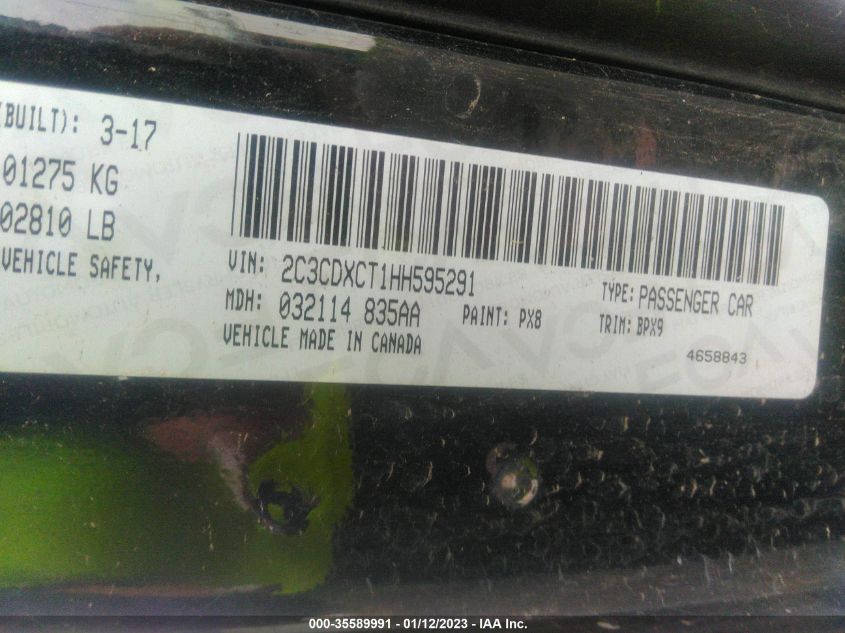 (BUILT): 3-17
01275 KG
02810 LB
VEHICLE SAFETY,
VIN: 2C3CDXCT1HH595291
MDH: 032114 835AA
VEHICLE MADE IN CANADA
PAINT: PX8
TYPE: PASSENGER CAR
TRIM: BPX9
4658843
000-35589991 - 01/12/2023 - IAA Inc.